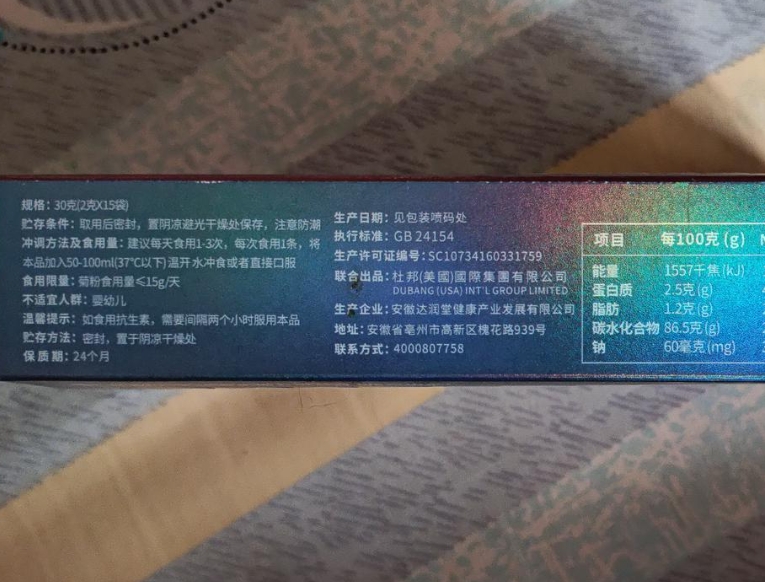 规格：30克(2克X15袋)
贮存条件：取用后密封，置阴凉避光干燥处保存，注意防潮
冲调方法及食用量：建议每天食用1-3次，每次食用1条，将
本品加入50-100ml(37℃以下)温开水冲食或者直接口服
食用限量：菊粉食用量≤15g/天
不适宜人群：婴幼儿
温馨提示：如食用抗生素，需要间隔两个小时服用本品
贮存方法：密封，置于阴凉干燥处
保质期：24个月
生产日期：见包装喷码处
执行标准：GB 24154
生产许可证编号：SC10734160331759
联合出品：杜邦(美國)國際集團有限公司
DUBANG (USA) INT'L GROUP LIMITED
生产企业：安徽达润堂健康产业发展有限公司
地址：安徽省亳州市高新区槐花路939号
联系方式：4000807758
项目 每100克 (g)
能量 1557千焦(kJ)
蛋白质 2.5克(g)
脂肪 1.2克(g)
碳水化合物 86.5克(g)
钠 60毫克(mg)